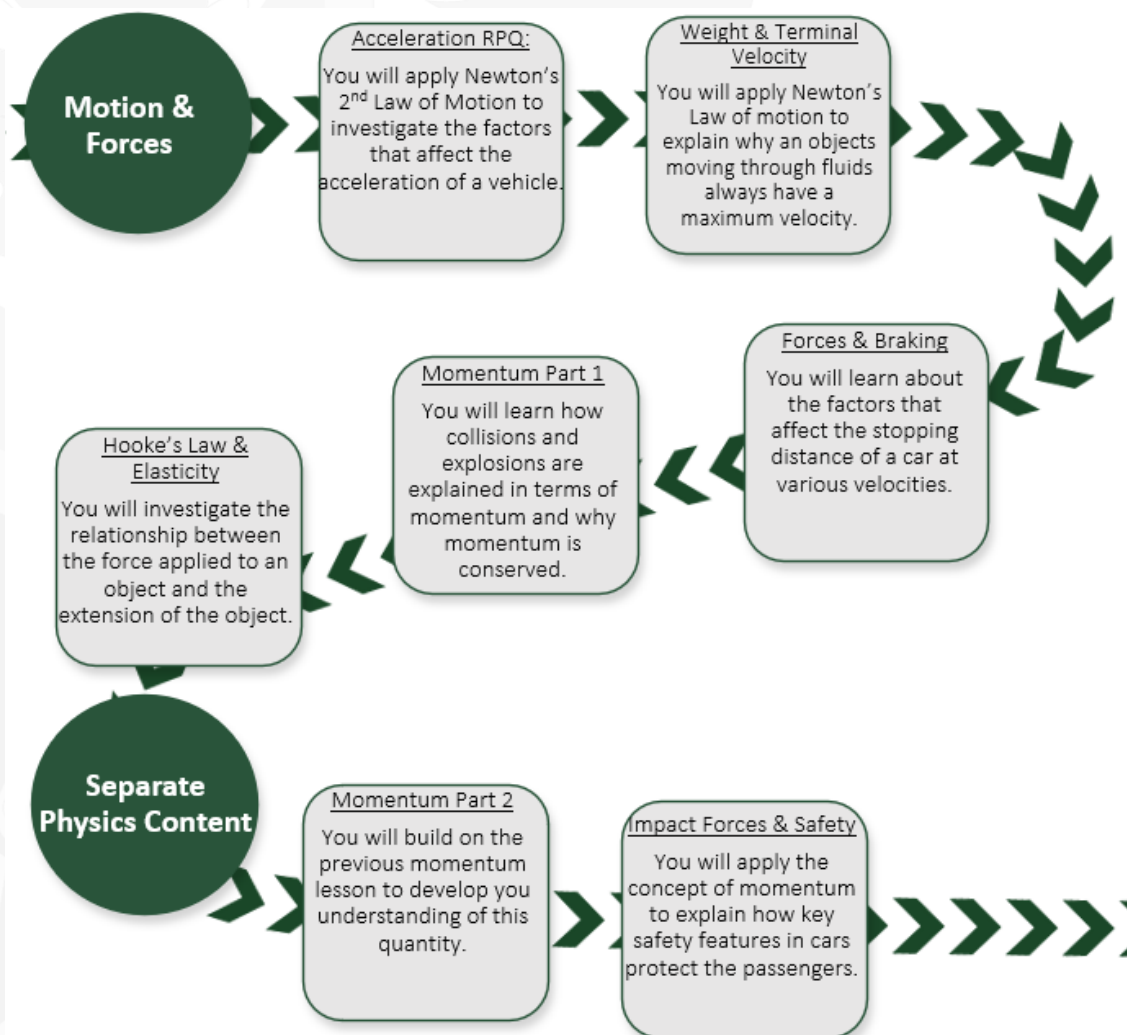 Motion &
Forces
Acceleration RPQ:
You will apply Newton's
2nd Law of Motion to
investigate the factors
that affect the
acceleration of a vehicle.
Weight & Terminal
Velocity
You will apply Newton's
Law of motion to
explain why an objects
moving through fluids
always have a
maximum velocity.
Forces & Braking
You will learn about
the factors that
affect the stopping
distance of a car at
various velocities.
Momentum Part 1
You will learn how
collisions and
explosions are
explained in terms of
momentum and why
momentum is
conserved.
Hooke's Law &
Elasticity
You will investigate the
relationship between
the force applied to an
object and the
extension of the object.
Separate
Physics Content
Momentum Part 2
You will build on the
previous momentum
lesson to develop you
understanding of this
quantity.
Impact Forces & Safety
You will apply the
concept of momentum
to explain how key
safety features in cars
protect the passengers.